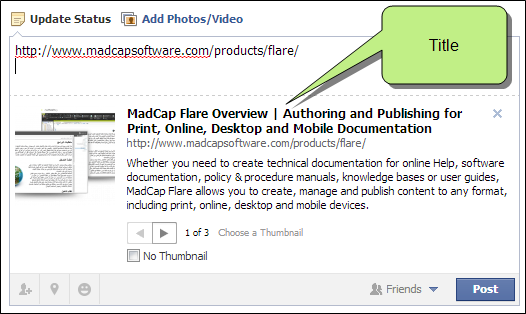 Update Status Add Photos/Video
Title
http://www.madcapsoftware.com/products/flare/
MadCap Flare Overview | Authoring and Publishing for
Print, Online, Desktop and Mobile Documentation
http://www.madcapsoftware.com/products/flare/
Whether you need to create technical documentation for online Help, software
documentation, policy & procedure manuals, knowledge bases or user guides,
MadCap Flare allows you to create, manage and publish content to any format,
including print, online, desktop and mobile devices.
1 of 3 Choose a Thumbnail
No Thumbnail
Friends Post